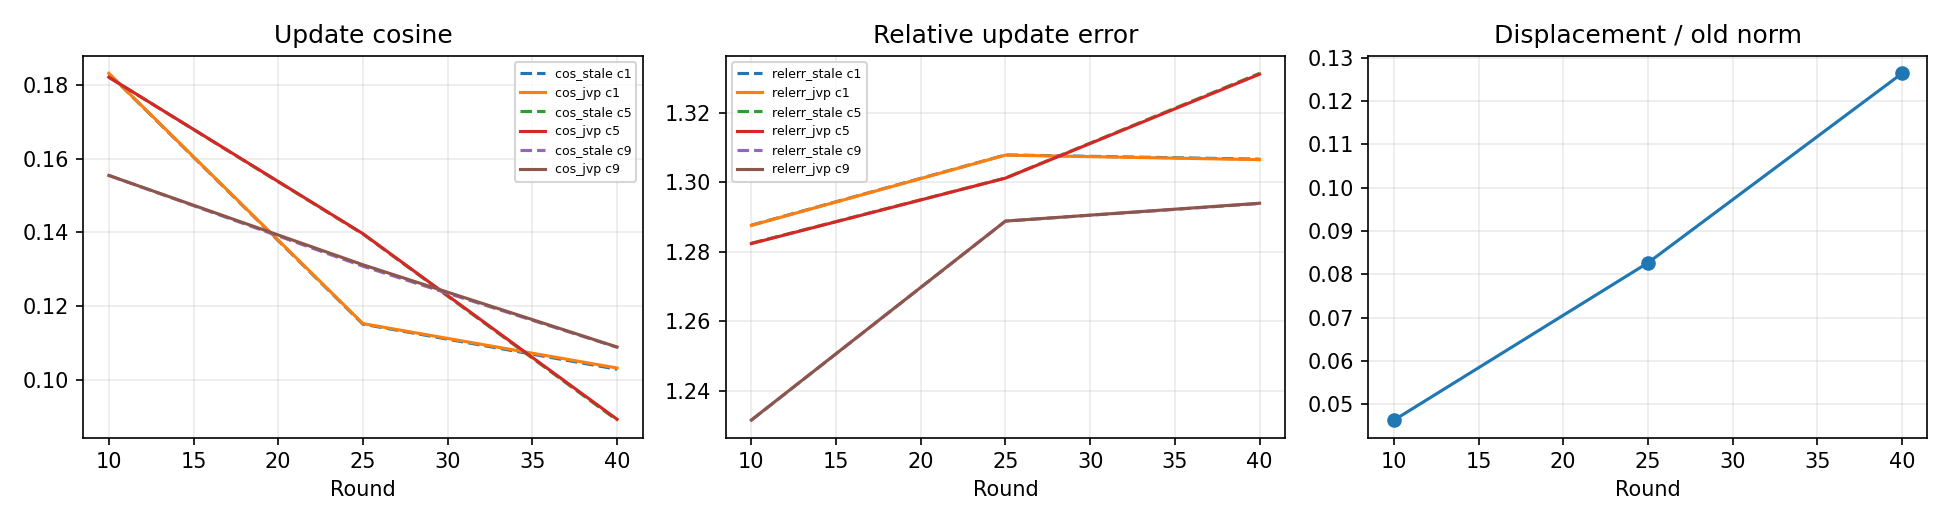 Update cosine
0.18
0.16
0.14
0.12
0.10
cos_stale c1
cos_jvp c1
cos_stale c5
cos_jvp c5
cos_stale c9
cos_jvp c9
10 15 20 25 30 35 40
Round
Relative update error
1.32
1.30
1.28
1.26
1.24
relerr_stale c1
relerr_jvp c1
relerr_stale c5
relerr_jvp c5
relerr_stale c9
relerr_jvp c9
10 15 20 25 30 35 40
Round
Displacement / old norm
0.13
0.12
0.11
0.10
0.09
0.08
0.07
0.06
0.05
10 15 20 25 30 35 40
Round